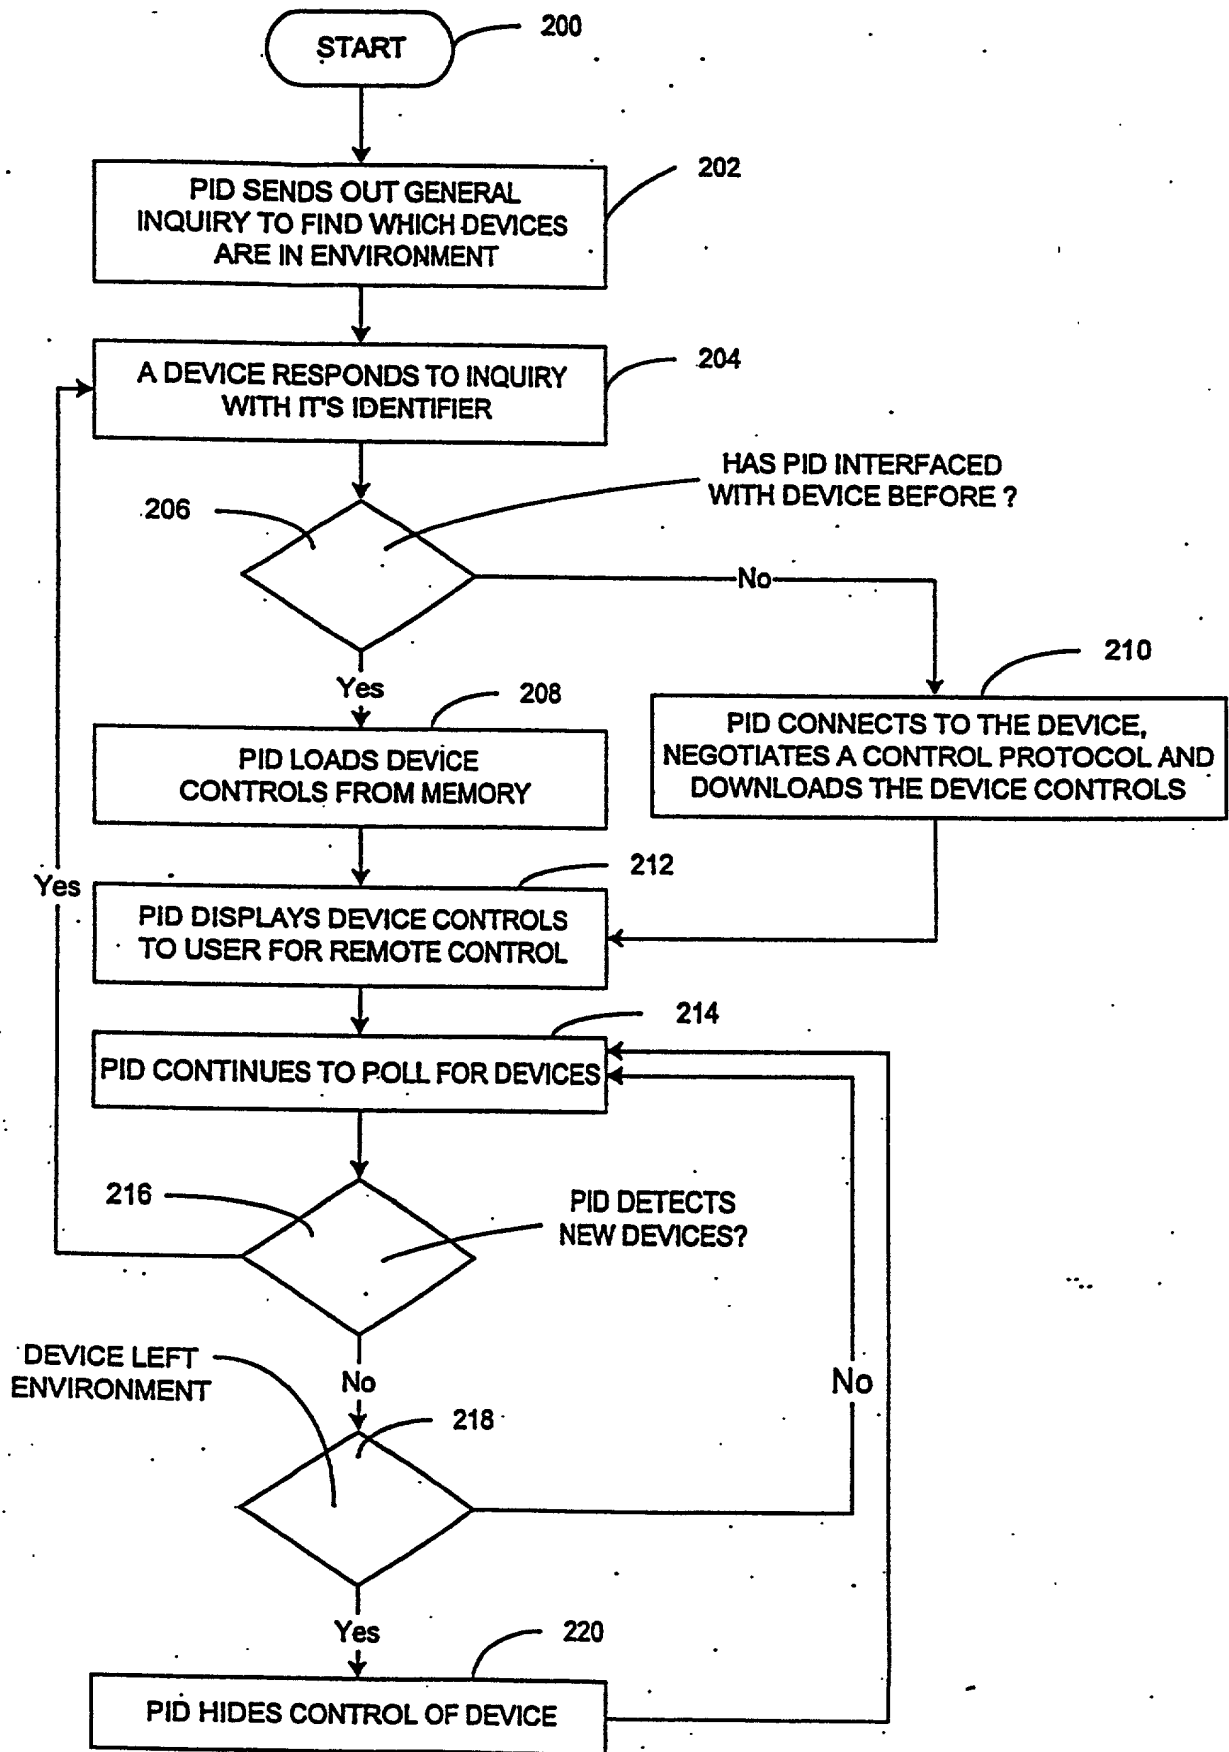 START
200
PID SENDS OUT GENERAL
INQUIRY TO FIND WHICH DEVICES
ARE IN ENVIRONMENT
202
A DEVICE RESPONDS TO INQUIRY
WITH IT'S IDENTIFIER
204
HAS PID INTERFACED
WITH DEVICE BEFORE ?
206
No
Yes
208
210
PID LOADS DEVICE
CONTROLS FROM MEMORY
PID CONNECTS TO THE DEVICE,
NEGOTIATES A CONTROL PROTOCOL AND
DOWNLOADS THE DEVICE CONTROLS
212
Yes
PID DISPLAYS DEVICE CONTROLS
TO USER FOR REMOTE CONTROL
214
PID CONTINUES TO POLL FOR DEVICES
216
PID DETECTS
NEW DEVICES?
DEVICE LEFT
ENVIRONMENT
No
No
218
Yes
220
PID HIDES CONTROL OF DEVICE